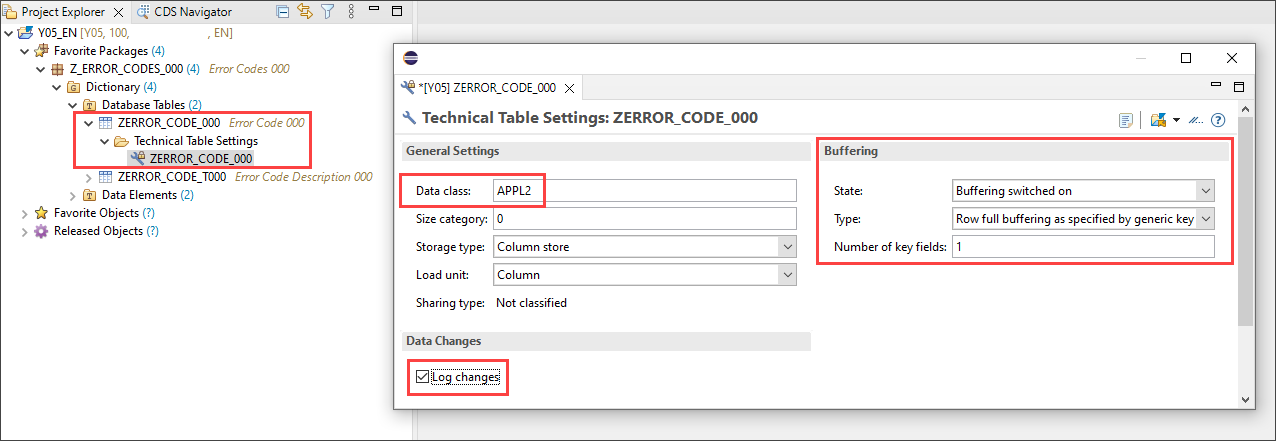 Project Explorer
CDS Navigator
Y05_EN [Y05, 100, , EN]
Favorite Packages (4)
Z_ERROR_CODES_000 (4) Error Codes 000
Dictionary (4)
Database Tables (2)
ZERROR_CODE_000 Error Code 000
Technical Table Settings
ZERROR_CODE_000
ZERROR_CODE_T000 Error Code Description 000
Data Elements (2)
Favorite Objects (?)
Released Objects (?)
*[Y05] ZERROR_CODE_000
Technical Table Settings: ZERROR_CODE_000
General Settings
Data class: APPL2
Size category: 0
Storage type: Column store
Load unit: Column
Sharing type: Not classified
Data Changes
Log changes
Buffering
State: Buffering switched on
Type: Row full buffering as specified by generic key
Number of key fields: 1